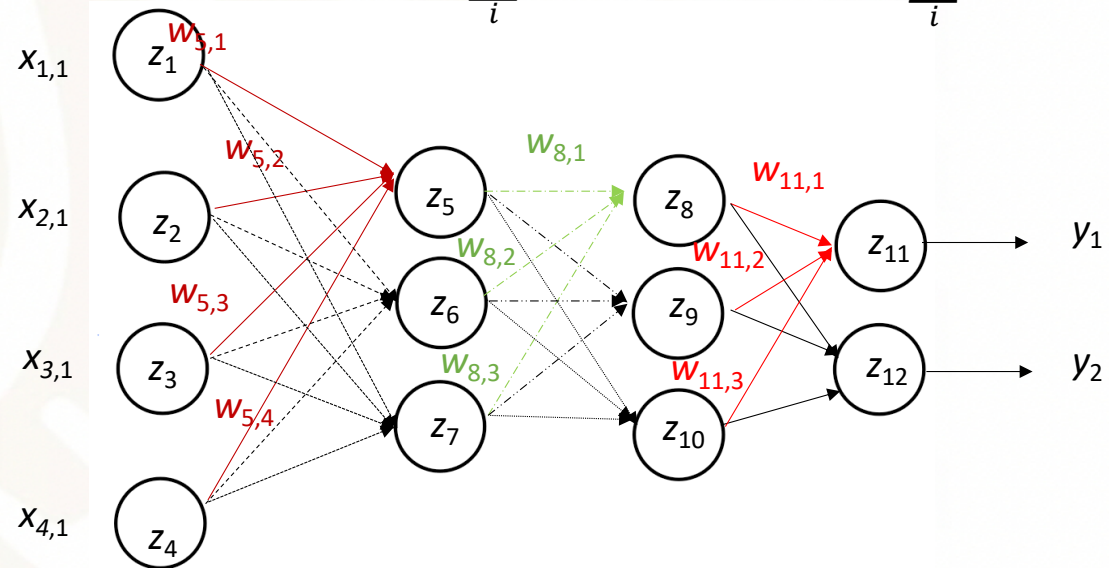 i i
x1,1 z1 w5,1
w5,2 w8,1
w11,1
x2,1 z2 z5 z8
w8,2 w11,2 z11 y1
w5,3 z6 z9
x3,1 z3 w8,3 w11,3 z12 y2
w5,4 z7 z10
x4,1 z4